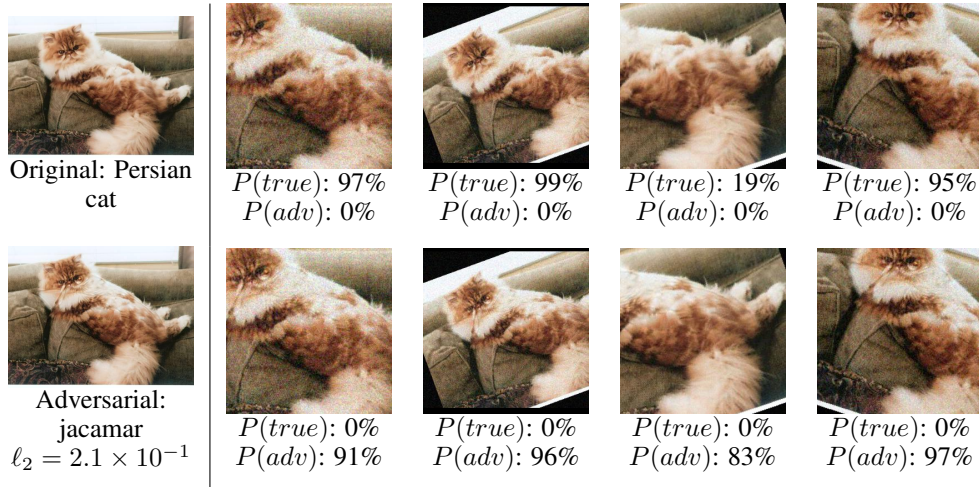 Original: Persian
cat
P(true): 97%
P(adv): 0%
P(true): 99%
P(adv): 0%
P(true): 19%
P(adv): 0%
P(true): 95%
P(adv): 0%
Adversarial:
jacamar
ℓ₂ = 2.1 × 10⁻¹
P(true): 0%
P(adv): 91%
P(true): 0%
P(adv): 96%
P(true): 0%
P(adv): 83%
P(true): 0%
P(adv): 97%